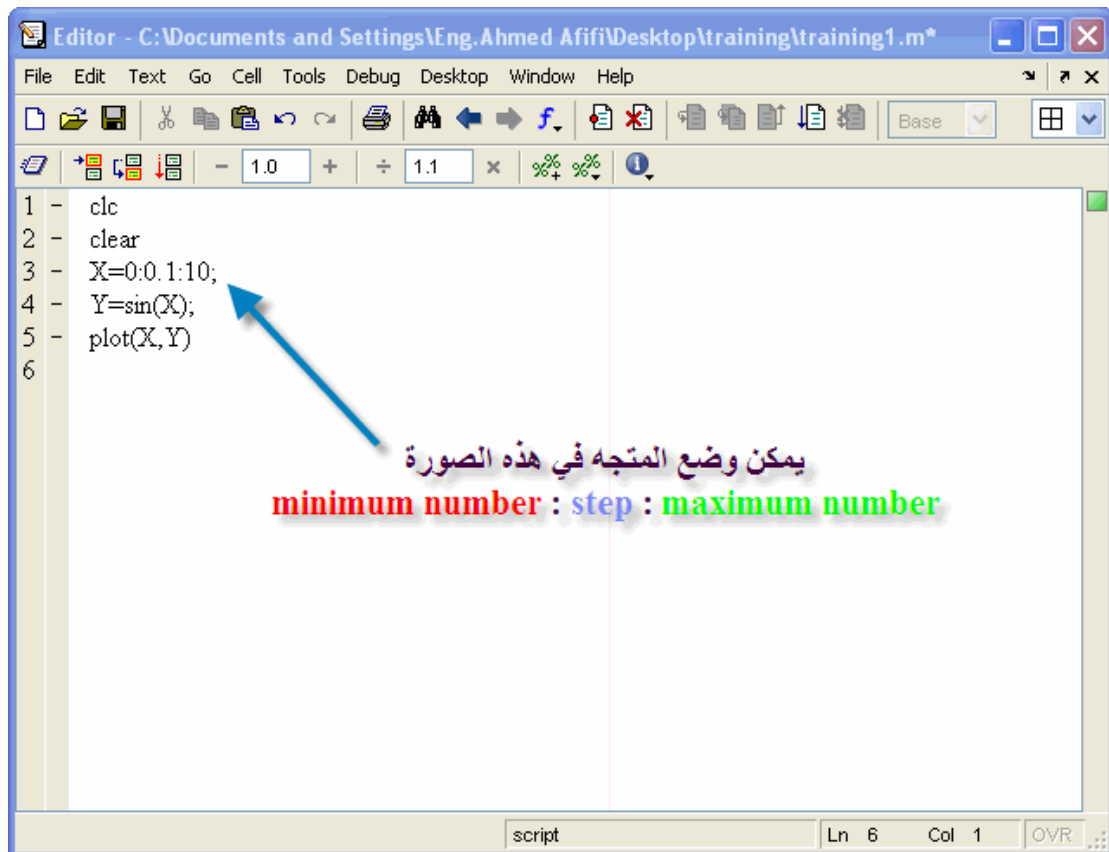 Editor - C:\Documents and Settings\Eng.Ahmed Afifi\Desktop\training\training1.m*
File Edit Text Go Cell Tools Debug Desktop Window Help
Base
1.0 1.1
1 - clc
2 - clear
3 - X=0:0.1:10;
4 - Y=sin(X);
5 - plot(X,Y)
6
يمكن وضع المتجه في هذه الصورة
minimum number : step : maximum number
script Ln 6 Col 1 OVR